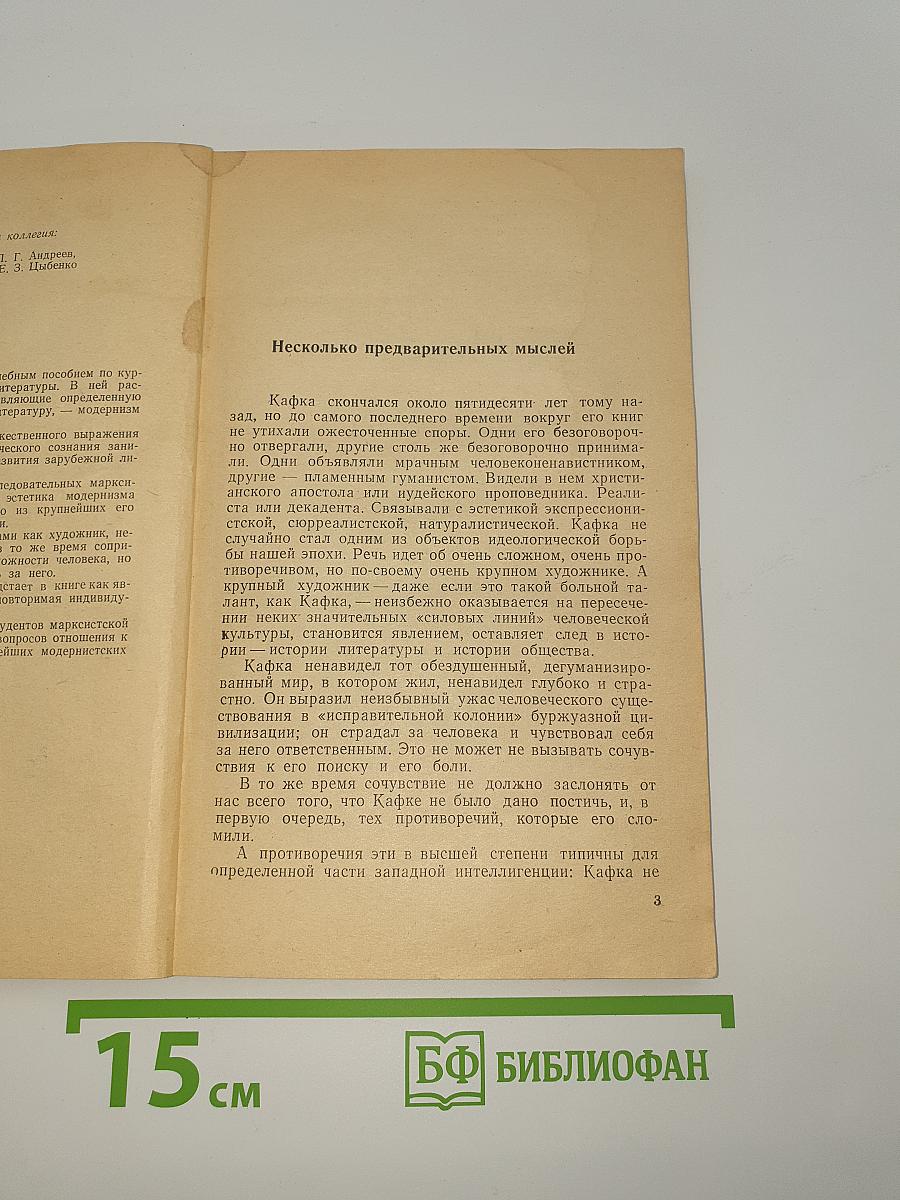 коллегия:
Л. Г. Андреев,
Е. З. Цыбенко
чебным пособием по кур-
итературы. В ней рас-
вляющие определенную
итературу, — модернизм
жественного выражения
ческого сознания зани-
азвития зарубежной ли-
следовательных маркси-
эстетика модернизма
о из крупнейших его
и.
ами как художник, не-
в то же время сопри-
можности человека, но
ь за него.
дстает в книге как яв-
повторимая индивиду-
удентов марксистской
вопросов отношения к
ейших модернистских
Несколько предварительных мыслей
Кафка скончался около пятидесяти лет тому на-
зад, но до самого последнего времени вокруг его книг
не утихали ожесточенные споры. Одни его безоговороч-
но отвергали, другие столь же безоговорочно принима-
ли. Одни объявляли мрачным человеконенавистником,
другие — пламенным гуманистом. Видели в нем христи-
анского апостола или иудейского проповедника. Реали-
ста или декадента. Связывали с эстетикой экспрессиони-
стской, сюрреалистской, натуралистической. Кафка не
случайно стал одним из объектов идеологической борь-
бы нашей эпохи. Речь идет об очень сложном, очень про-
тиворечивом, но по-своему очень крупном художнике. А
крупный художник — даже если это такой больной та-
лант, как Кафка, — неизбежно оказывается на пересече-
нии неких значительных «силовых линий» человеческой
культуры, становится явлением, оставляет след в исто-
рии — истории литературы и истории общества.
Кафка ненавидел тот бездушный, дегуманизиро-
ванный мир, в котором жил, ненавидел глубоко и стра-
стно. Он выразил неизбывный ужас человеческого суще-
ствования в «исправительной колонии» буржуазной ци-
вилизации; он страдал за человека и чувствовал себя
за него ответственным. Это не может не вызывать сочув-
ствия к его поиску и его боли.
В то же время сочувствие не должно заслонять от
нас всего того, что Кафке не было дано постичь, и, в
первую очередь, тех противоречий, которые его сло-
мили.
А противоречия эти в высшей степени типичны для
определенной части западной интеллигенции: Кафка не
3
15 см
БФ БИБЛИОФАН